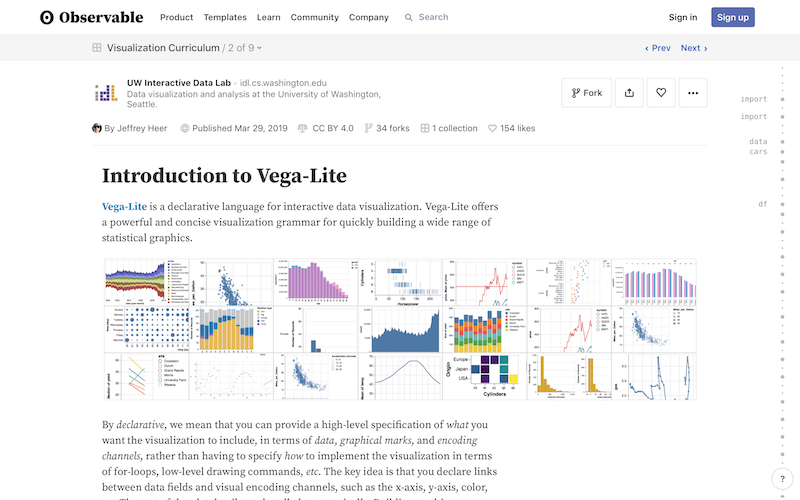 Observable
Product Templates Learn Community Company Search Sign in Sign up
Visualization Curriculum / 2 of 9 ‹ Prev Next ›
UW Interactive Data Lab · idl.cs.washington.edu
Data visualization and analysis at the University of Washington,
Seattle.
Fork
By Jeffrey Heer Published Mar 29, 2019 CC BY 4.0 34 forks 1 collection 154 likes
import
import
data
cars
df
Introduction to Vega-Lite
Vega-Lite is a declarative language for interactive data visualization. Vega-Lite offers
a powerful and concise visualization grammar for quickly building a wide range of
statistical graphics.
Cylinders
Horsepower
Origin
Europe
Japan
USA
Cylinders
By declarative, we mean that you can provide a high-level specification of what you
want the visualization to include, in terms of data, graphical marks, and encoding
channels, rather than having to specify how to implement the visualization in terms
of for-loops, low-level drawing commands, etc. The key idea is that you declare links
between data fields and visual encoding channels, such as the x-axis, y-axis, color,
?